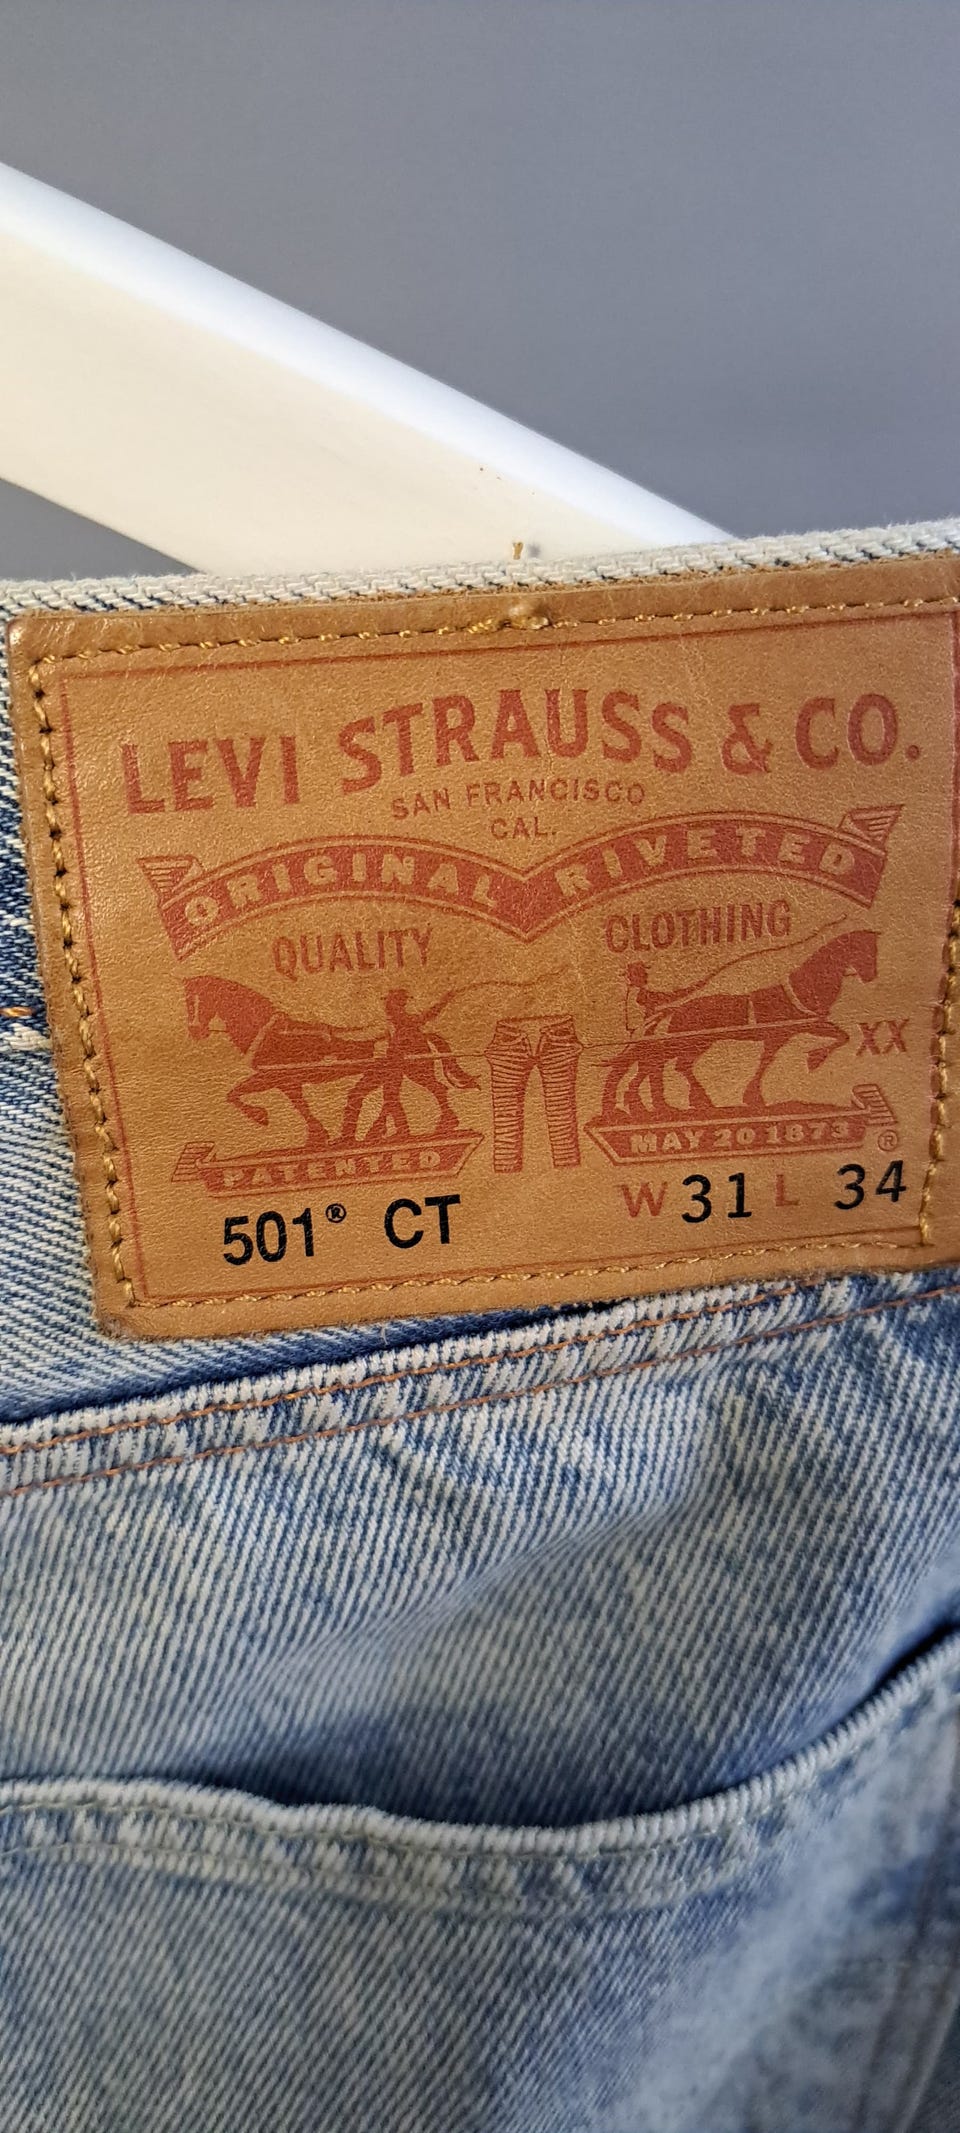 LEVI STRAUSS & CO.
SAN FRANCISCO
CAL.
ORIGINAL RIVETED
QUALITY CLOTHING
XX
PATENTED MAY 20 1873 ®
501® CT W 31 L 34